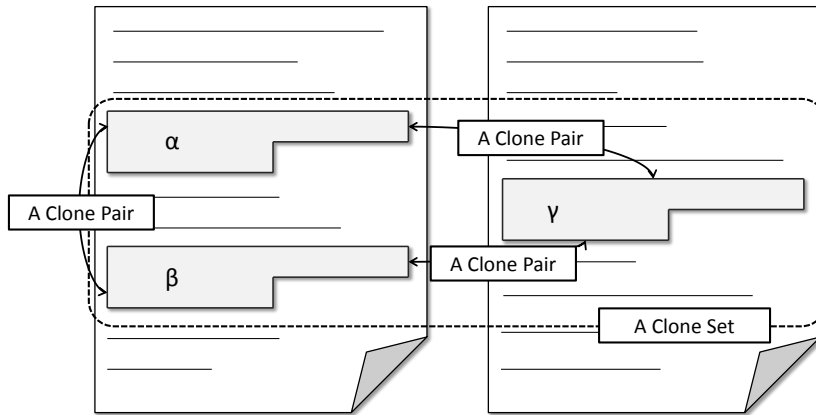 α
A Clone Pair
A Clone Pair
γ
β
A Clone Pair
A Clone Set